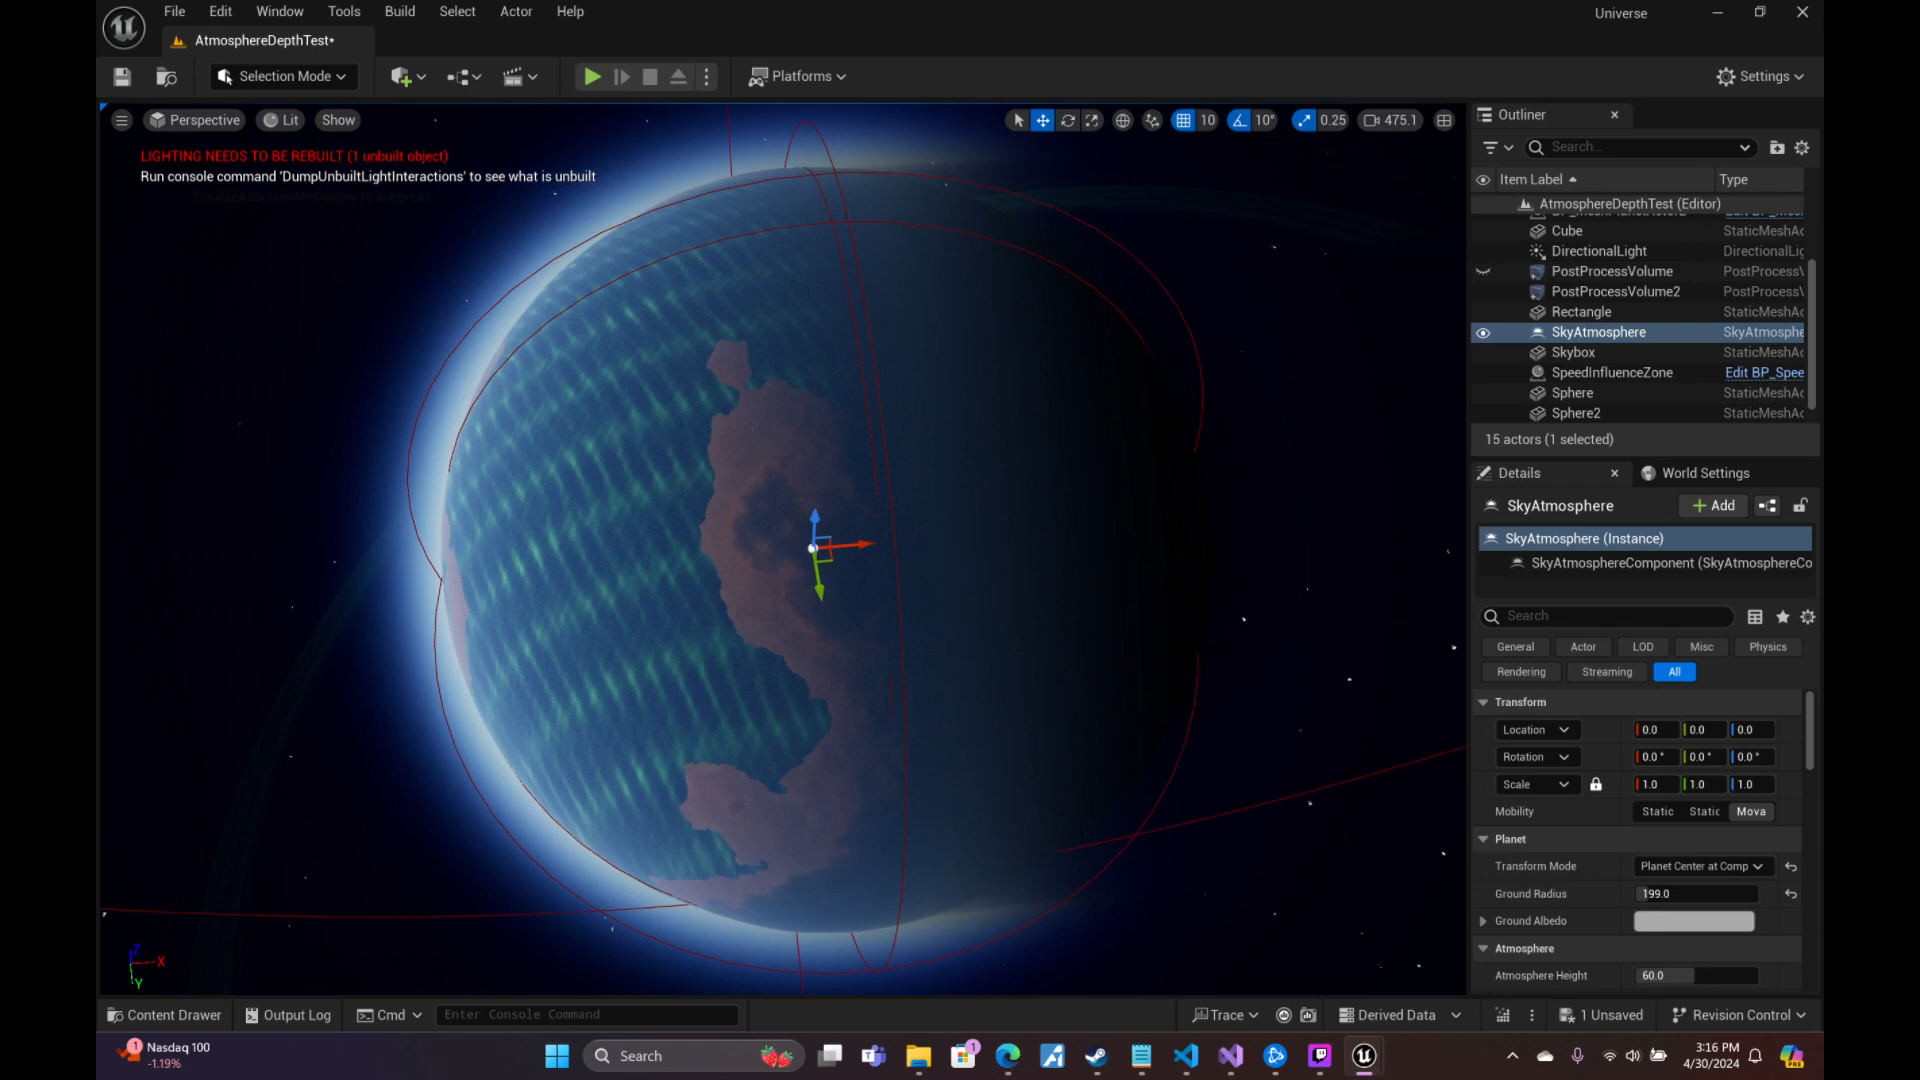 File Edit Window Tools Build Select Actor Help
Universe
AtmosphereDepthTest*
Selection Mode
Platforms
Settings
Perspective
Lit
Show
10
10°
0.25
475.1
LIGHTING NEEDS TO BE REBUILT (1 unbuilt object)
Run console command 'DumpUnbuiltLightInteractions' to see what is unbuilt
'DisableAllScreenMessages' to suppress
Outliner
Search...
Item Label
Type
AtmosphereDepthTest (Editor)
Cube StaticMeshAc
DirectionalLight DirectionalLig
PostProcessVolume PostProcessV
PostProcessVolume2 PostProcessV
Rectangle StaticMeshAc
SkyAtmosphere SkyAtmosphe
Skybox StaticMeshAc
SpeedInfluenceZone Edit BP_Spee
Sphere StaticMeshAc
Sphere2 StaticMeshAc
15 actors (1 selected)
Details
World Settings
SkyAtmosphere
Add
SkyAtmosphere (Instance)
SkyAtmosphereComponent (SkyAtmosphereCo
Search
General Actor LOD Misc Physics
Rendering Streaming All
Transform
Location 0.0 0.0 0.0
Rotation 0.0 ° 0.0 ° 0.0 °
Scale 1.0 1.0 1.0
Mobility Static Static Mova
Planet
Transform Mode Planet Center at Comp
Ground Radius 199.0
Ground Albedo
Atmosphere
Atmosphere Height 60.0
Z
X
Y
Content Drawer
Output Log
Cmd
Enter Console Command
Trace
Derived Data
1 Unsaved
Revision Control
1
Nasdaq 100
-1.19%
Search
1
3:16 PM
4/30/2024
PRE